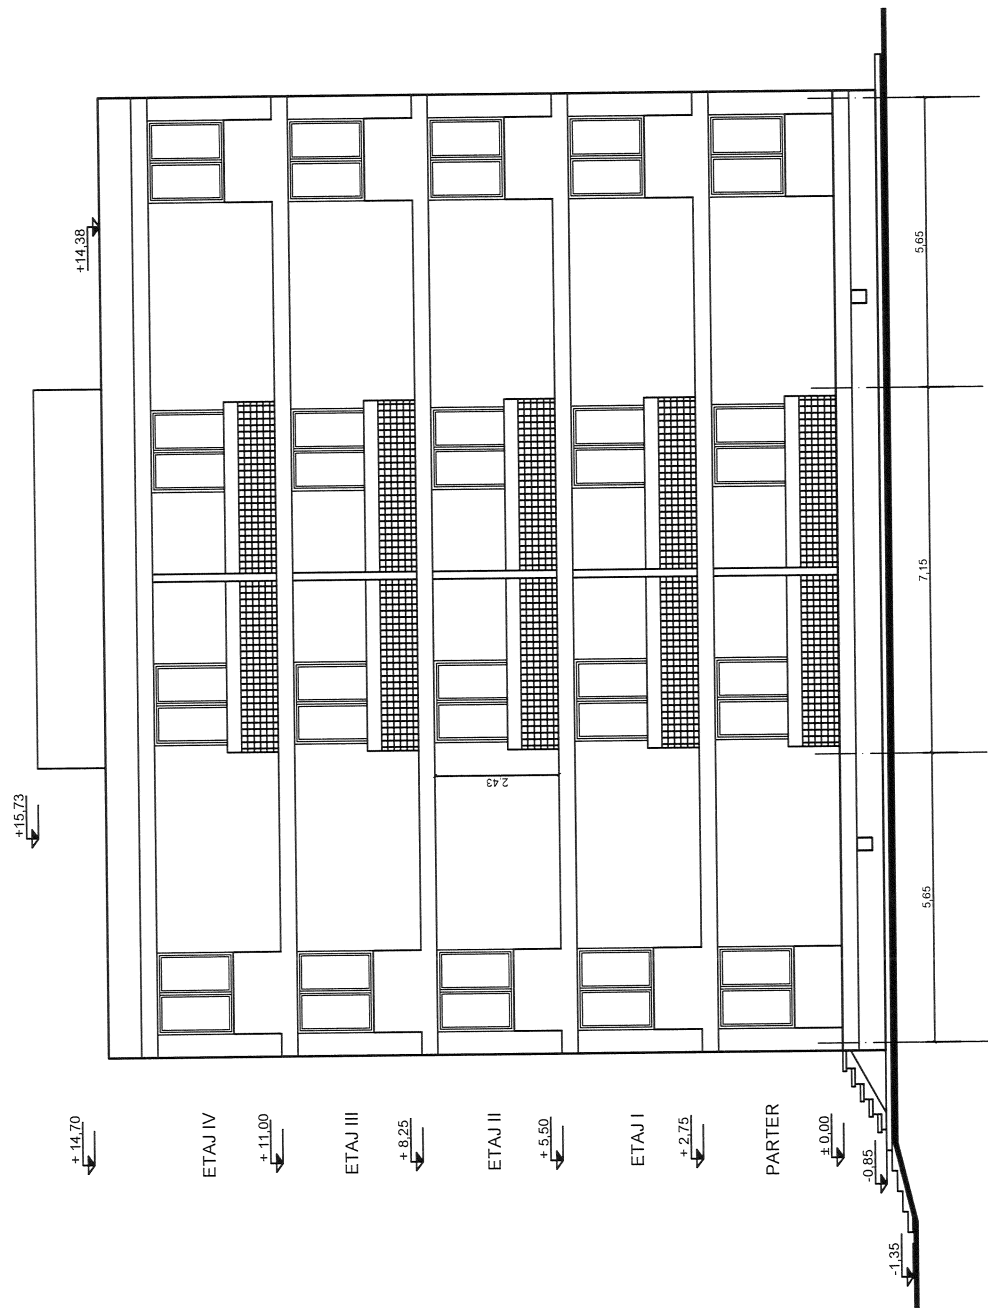 +15,73
+14,38
+ 14,70
ETAJ IV
+ 11,00
ETAJ III
+ 8,25
ETAJ II
+ 5,50
ETAJ I
+ 2,75
PARTER
± 0,00
-0,85
-1,35
2,43
5,65
7,15
5,65